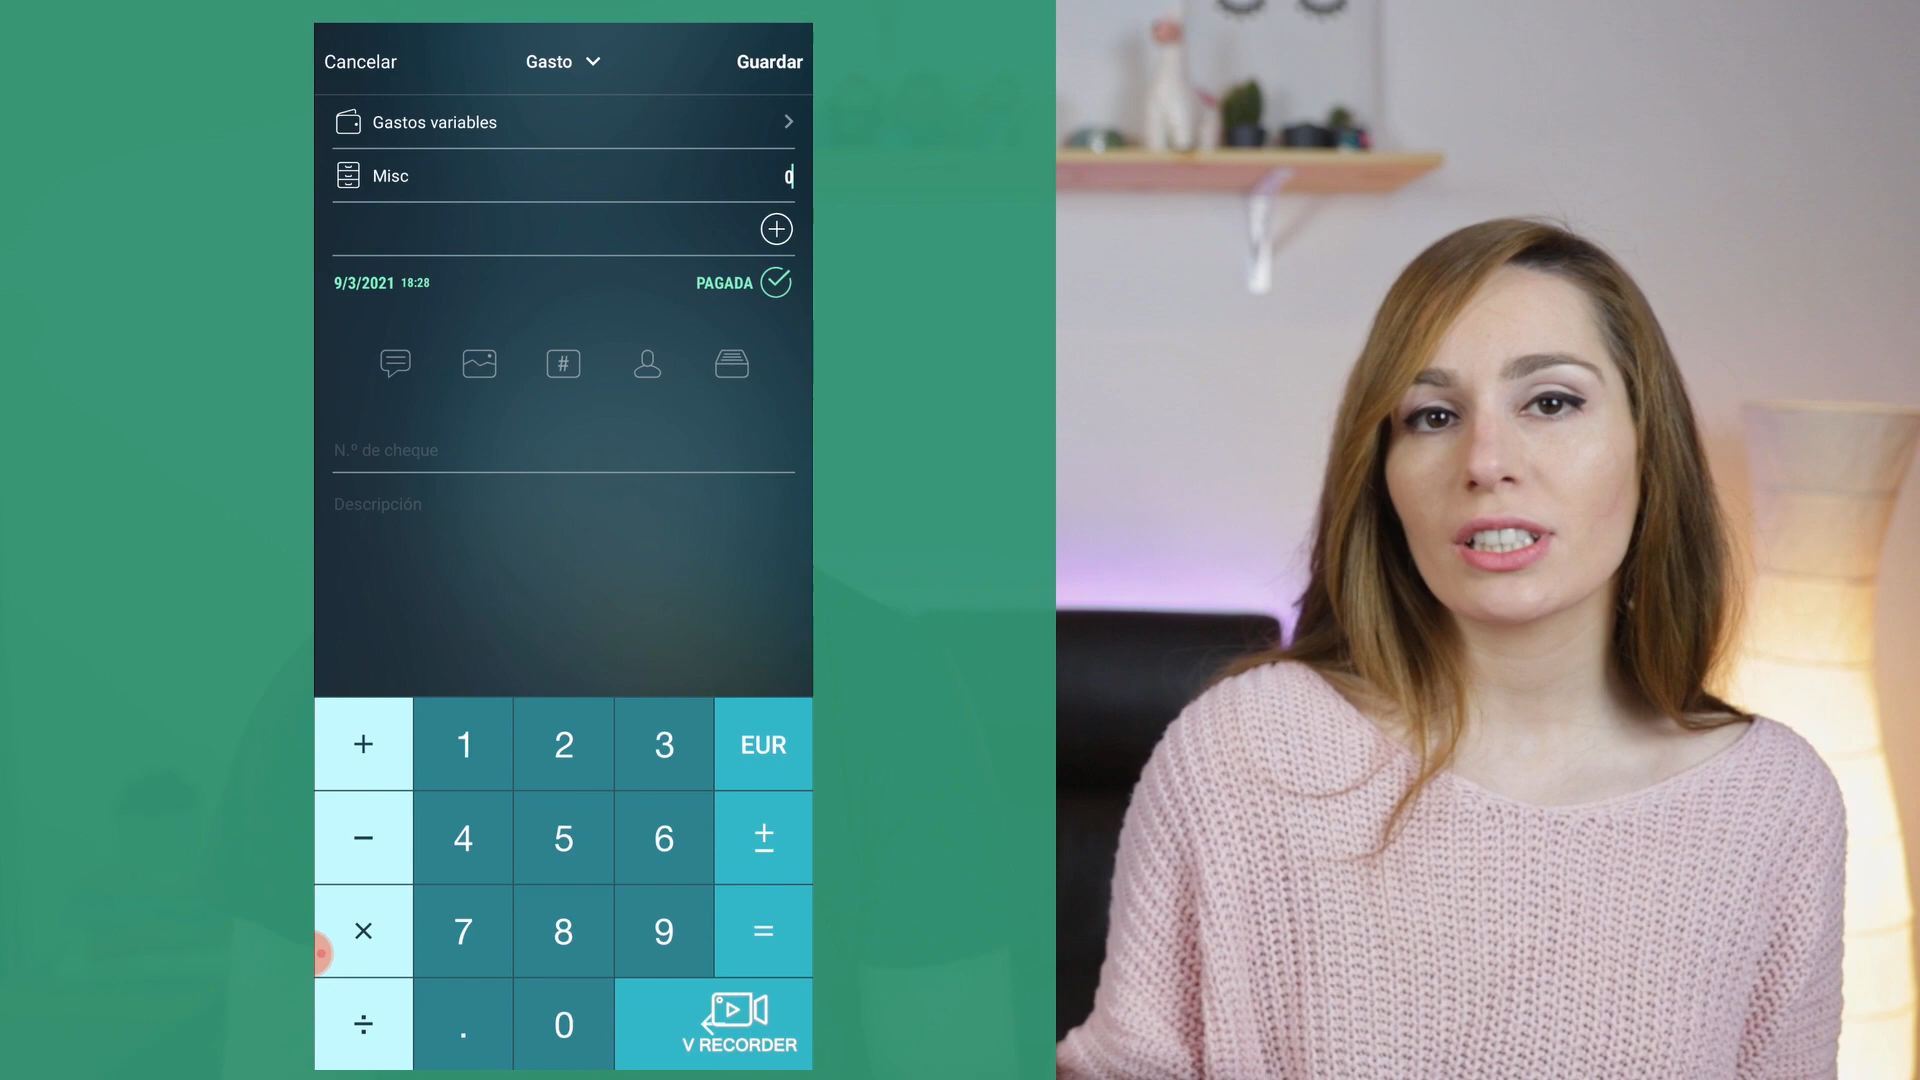 Cancelar Gasto Guardar
Gastos variables
Misc 0
9/3/2021 18:28 PAGADA
#
N.º de cheque
Descripción
+ 1 2 3 EUR
− 4 5 6 ±
× 7 8 9 =
÷ . 0
V RECORDER